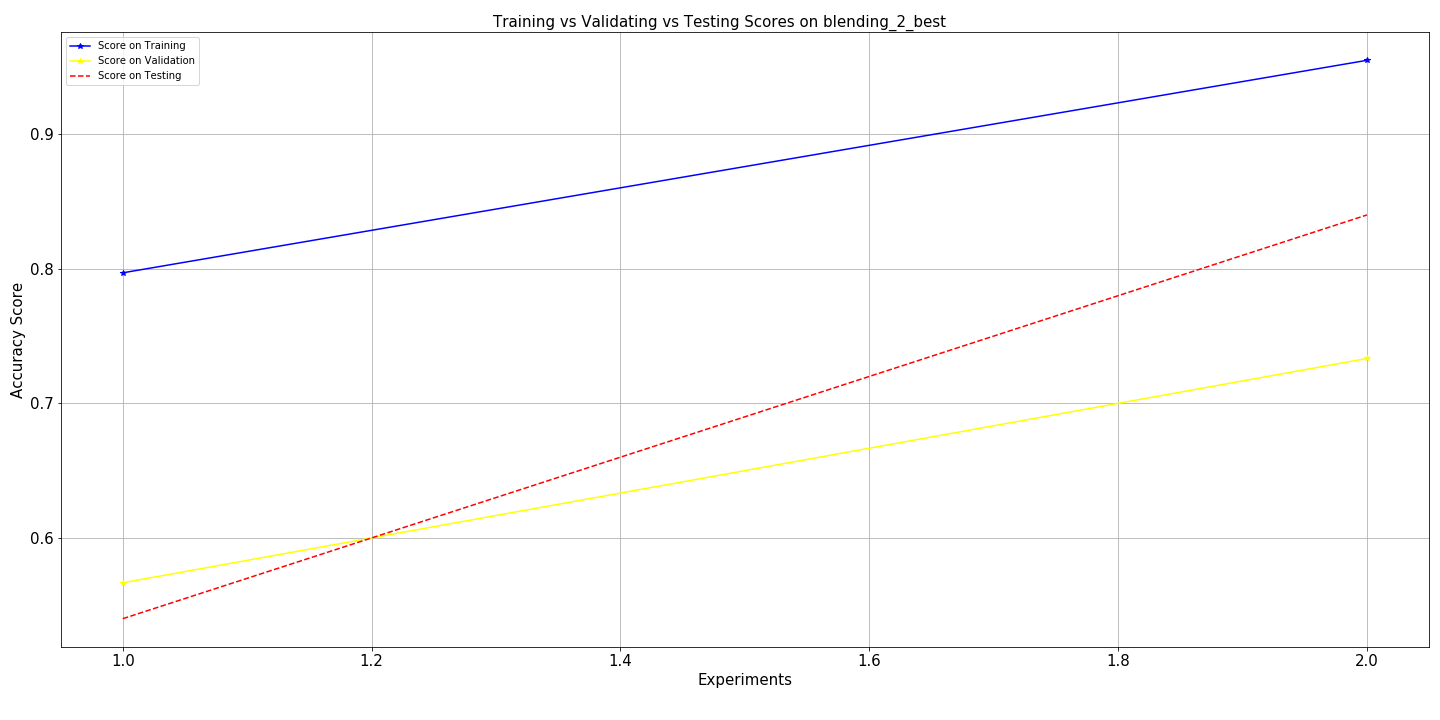 Training vs Validating vs Testing Scores on blending_2_best
Score on Training
Score on Validation
Score on Testing
Accuracy Score
0.9
0.8
0.7
0.6
1.0 1.2 1.4 1.6 1.8 2.0
Experiments